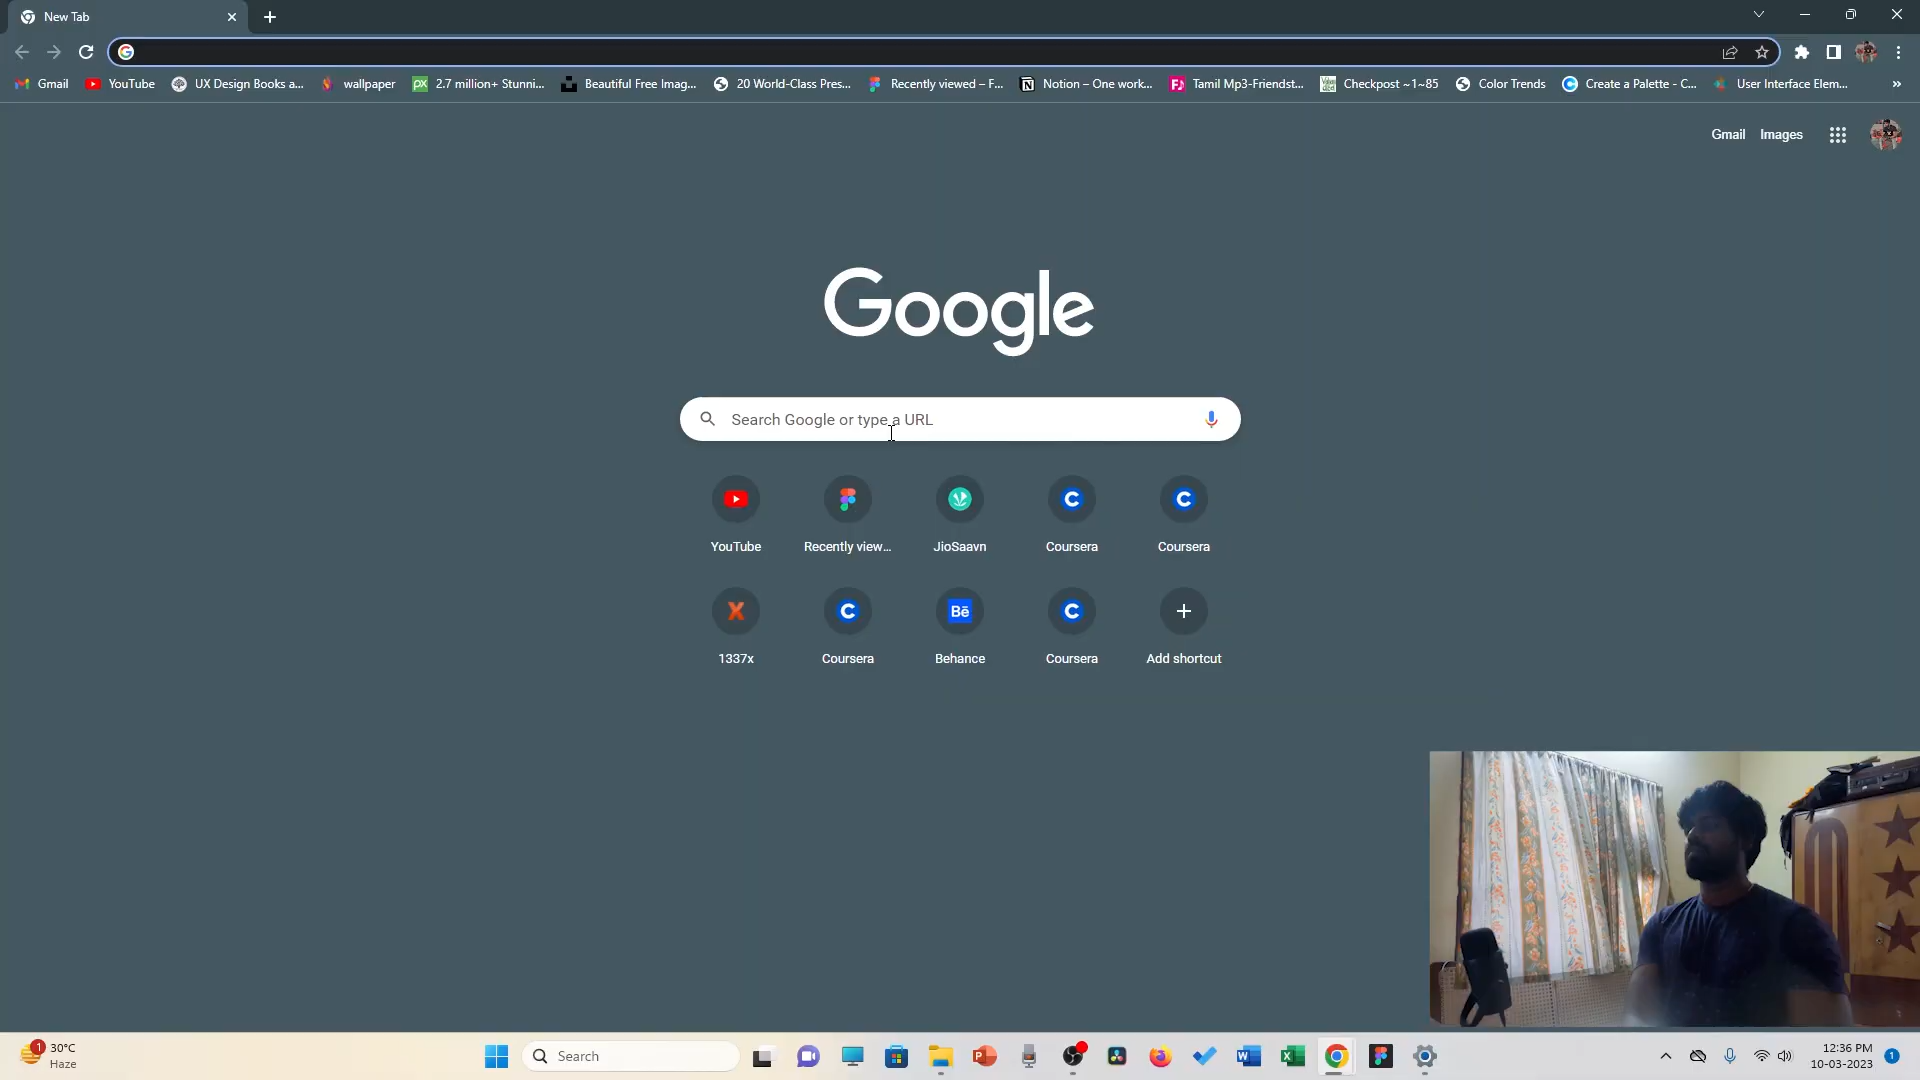 New Tab
Gmail
YouTube
UX Design Books a...
wallpaper
2.7 million+ Stunni...
Beautiful Free Imag...
20 World-Class Pres...
Recently viewed – F...
Notion – One work...
Tamil Mp3-Friendst...
Checkpost ~1~85
Color Trends
Create a Palette - C...
User Interface Elem...
»
Gmail
Images
Google
Search Google or type a URL
YouTube
Recently view...
JioSaavn
Coursera
Coursera
1337x
Coursera
Behance
Coursera
Add shortcut
1
30°C
Haze
Search
12:36 PM
10-03-2023
1